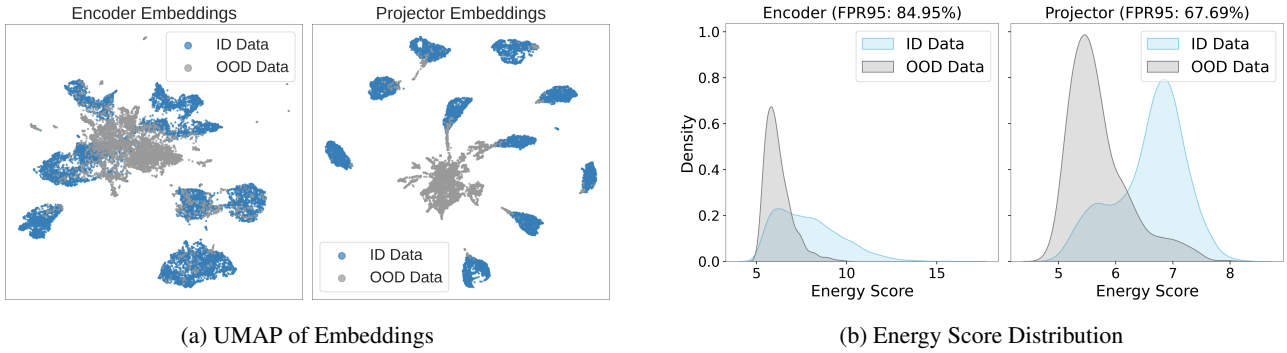 Encoder Embeddings
ID Data
OOD Data
Projector Embeddings
ID Data
OOD Data
(a) UMAP of Embeddings
Encoder (FPR95: 84.95%)
ID Data
OOD Data
Density
1.0
0.8
0.6
0.4
0.2
0.0
5 10 15
Energy Score
Projector (FPR95: 67.69%)
ID Data
OOD Data
5 6 7 8
Energy Score
(b) Energy Score Distribution